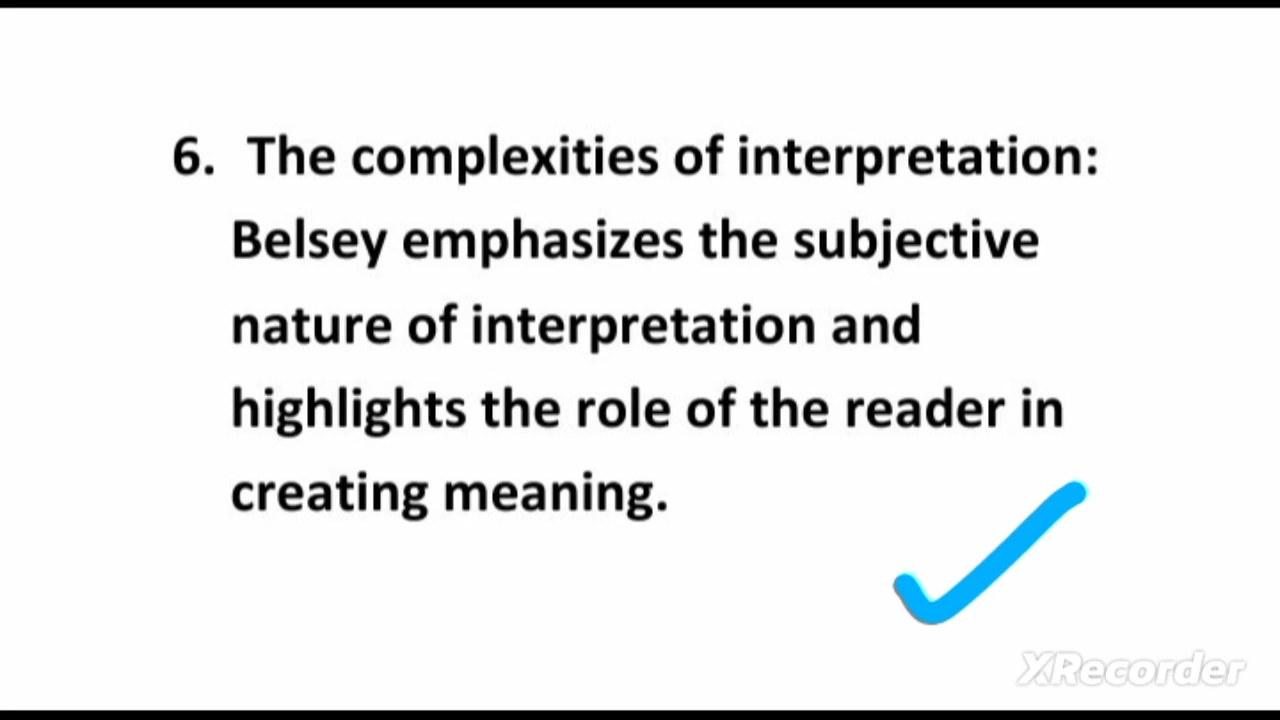 6. The complexities of interpretation:
Belsey emphasizes the subjective
nature of interpretation and
highlights the role of the reader in
creating meaning.
XRecorder